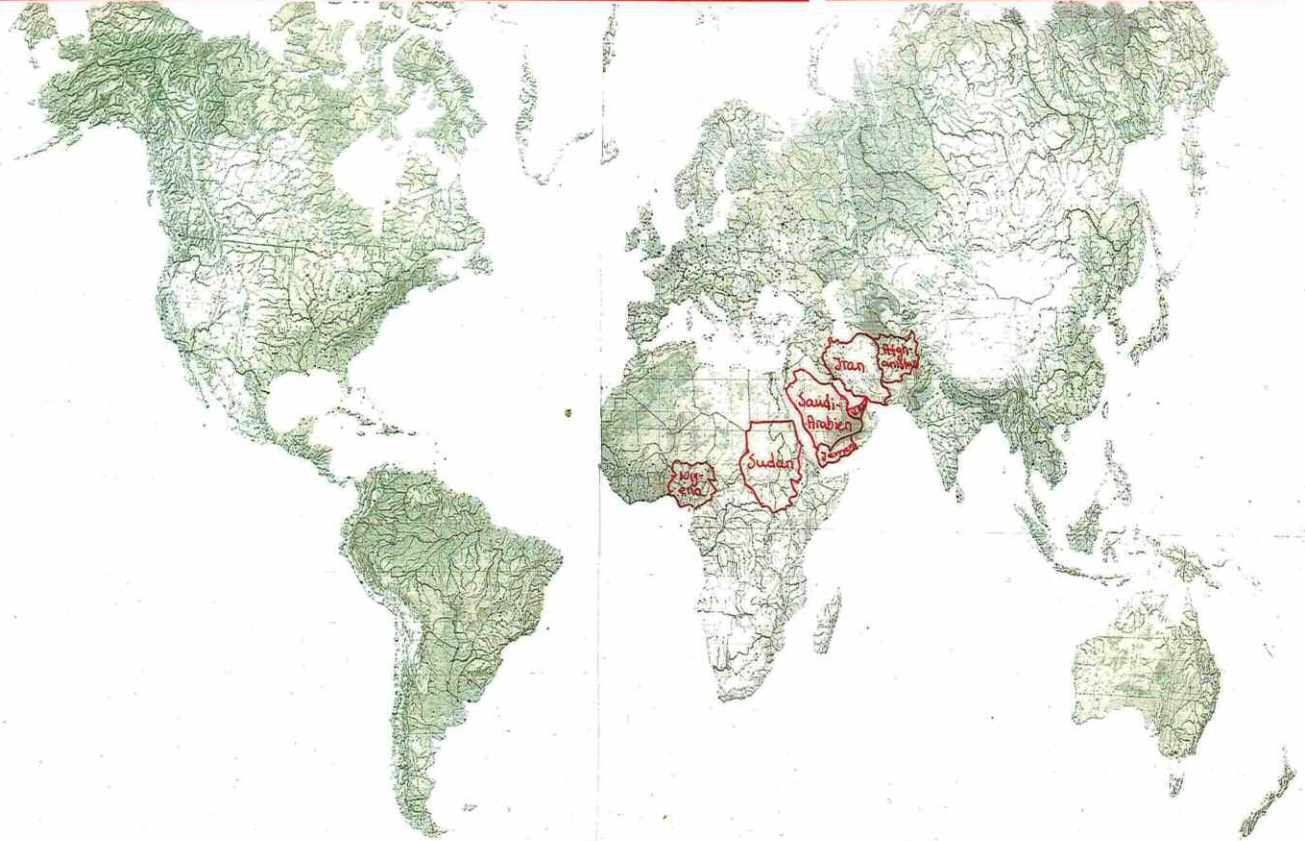 Iran
Afgh-
anistan
Saudi-
Arabien
Jemen
Sudan
Nig-
eria